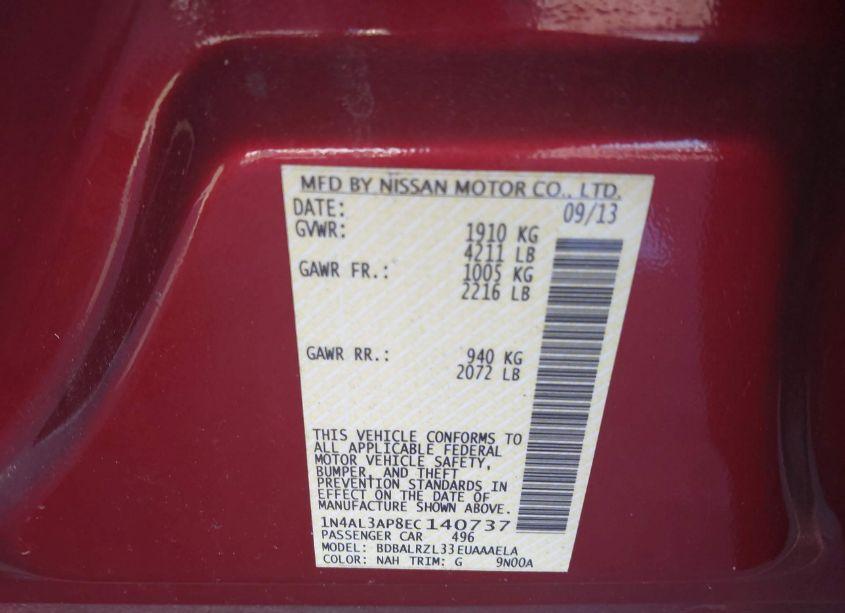 MFD BY NISSAN MOTOR CO., LTD.
DATE: 09/13
GVWR: 1910 KG
4211 LB
GAWR FR.: 1005 KG
2216 LB
GAWR RR.: 940 KG
2072 LB
THIS VEHICLE CONFORMS TO
ALL APPLICABLE FEDERAL
MOTOR VEHICLE SAFETY,
BUMPER, AND THEFT
PREVENTION STANDARDS IN
EFFECT ON THE DATE OF
MANUFACTURE SHOWN ABOVE.
1N4AL3AP8EC140737
PASSENGER CAR 496
MODEL: BDBALRZL33EUAAAELA
COLOR: NAH TRIM: G 9N00A